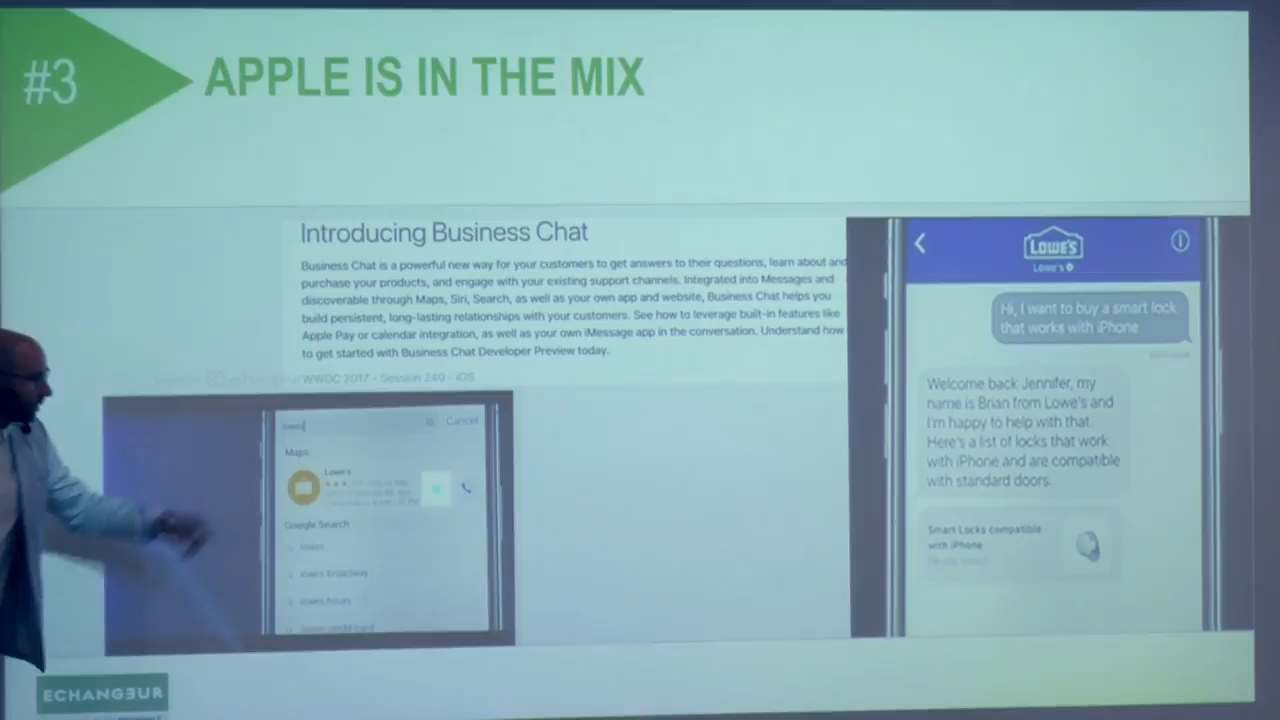 #3
APPLE IS IN THE MIX
Introducing Business Chat
Business Chat is a powerful new way for your customers to get answers to their questions, learn about and
purchase your products, and engage with your existing support channels. Integrated into Messages and
discoverable through Maps, Siri, Search, as well as your own app and website, Business Chat helps you
build persistent, long-lasting relationships with your customers. See how to leverage built-in features like
Apple Pay or calendar integration, as well as your own iMessage app in the conversation. Understand how
to get started with Business Chat Developer Preview today.
WWDC 2017 - Session 240 - iOS
lowes
Cancel
Maps
Lowe's
Google Search
lowes
lowes broadway
lowes hours
LOWE'S
Lowe's
Hi, I want to buy a smart lock
that works with iPhone
Welcome back Jennifer, my
name is Brian from Lowe's and
I'm happy to help with that.
Here's a list of locks that work
with iPhone and are compatible
with standard doors.
Smart Locks compatible
with iPhone
ECHANGEUR